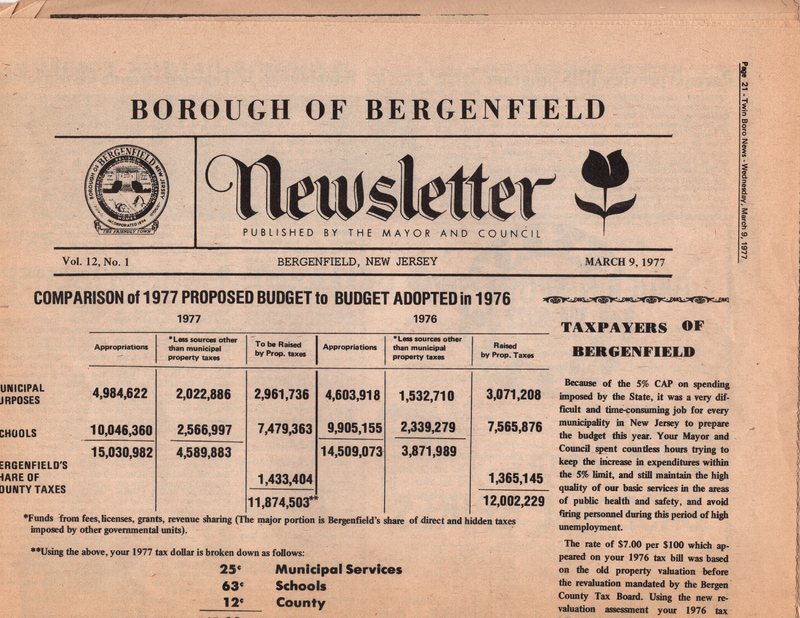 BOROUGH OF BERGENFIELD
BOROUGH OF BERGENFIELD NEW JERSEY
INCORPORATED 1894
THE FRIENDLY TOWN
Newsletter
PUBLISHED BY THE MAYOR AND COUNCIL
Page 21 - Twin Boro News - Wednesday, March 9, 1977
Vol. 12, No. 1 BERGENFIELD, NEW JERSEY MARCH 9, 1977
COMPARISON of 1977 PROPOSED BUDGET to BUDGET ADOPTED in 1976
1977 1976
Appropriations *Less sources other than municipal property taxes To be Raised by Prop. taxes Appropriations *Less sources other than municipal property taxes Raised by Prop. Taxes
UNICIPAL
URPOSES 4,984,622 2,022,886 2,961,736 4,603,918 1,532,710 3,071,208
CHOOLS 10,046,360 2,566,997 7,479,363 9,905,155 2,339,279 7,565,876
15,030,982 4,589,883 14,509,073 3,871,989
ERGENFIELD'S
HARE OF
OUNTY TAXES 1,433,404 1,365,145
11,874,503** 12,002,229
*Funds from fees, licenses, grants, revenue sharing (The major portion is Bergenfield's share of direct and hidden taxes
imposed by other governmental units).
**Using the above, your 1977 tax dollar is broken down as follows:
25¢ Municipal Services
63¢ Schools
12¢ County
TAXPAYERS OF
BERGENFIELD
Because of the 5% CAP on spending
imposed by the State, it was a very dif-
ficult and time-consuming job for every
municipality in New Jersey to prepare
the budget this year. Your Mayor and
Council spent countless hours trying to
keep the increase in expenditures within
the 5% limit, and still maintain the high
quality of our basic services in the areas
of public health and safety, and avoid
firing personnel during this period of high
unemployment.
The rate of $7.00 per $100 which ap-
peared on your 1976 tax bill was based
on the old property valuation before
the revaluation mandated by the Bergen
County Tax Board. Using the new re-
valuation assessment your 1976 tax